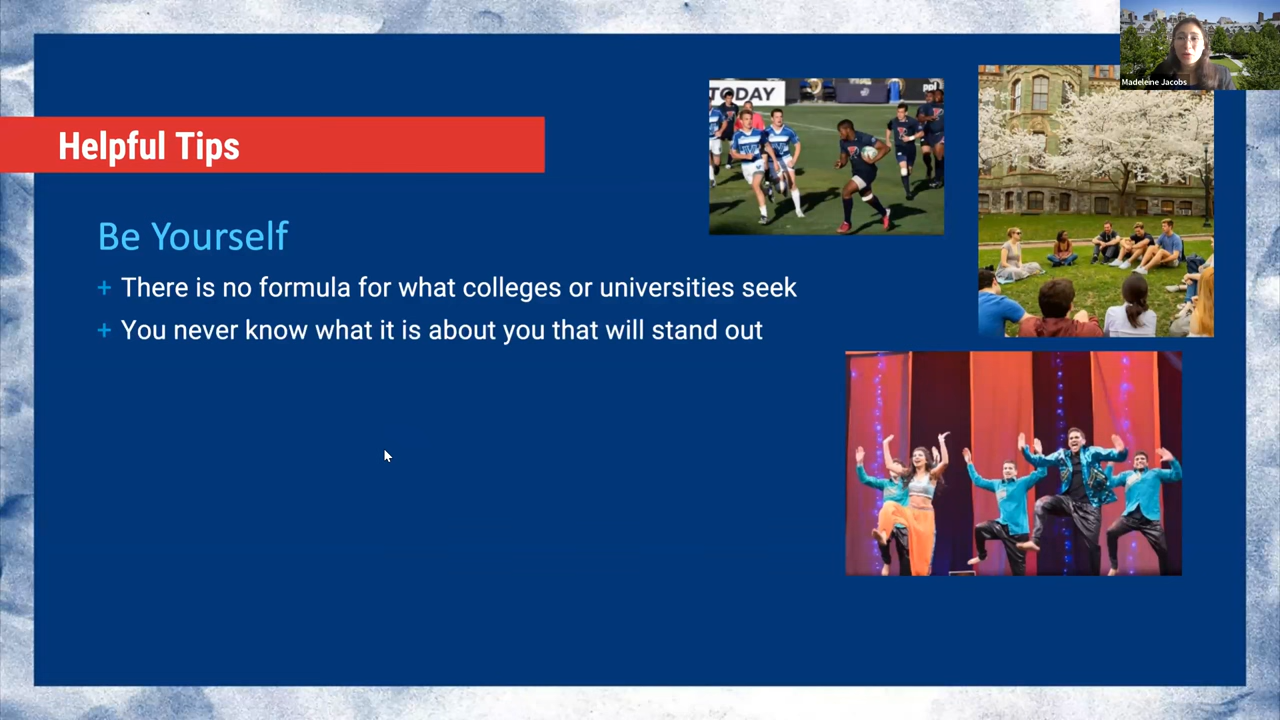 Helpful Tips
Be Yourself
+ There is no formula for what colleges or universities seek
+ You never know what it is about you that will stand out
TODAY
ppl
Madeleine Jacobs